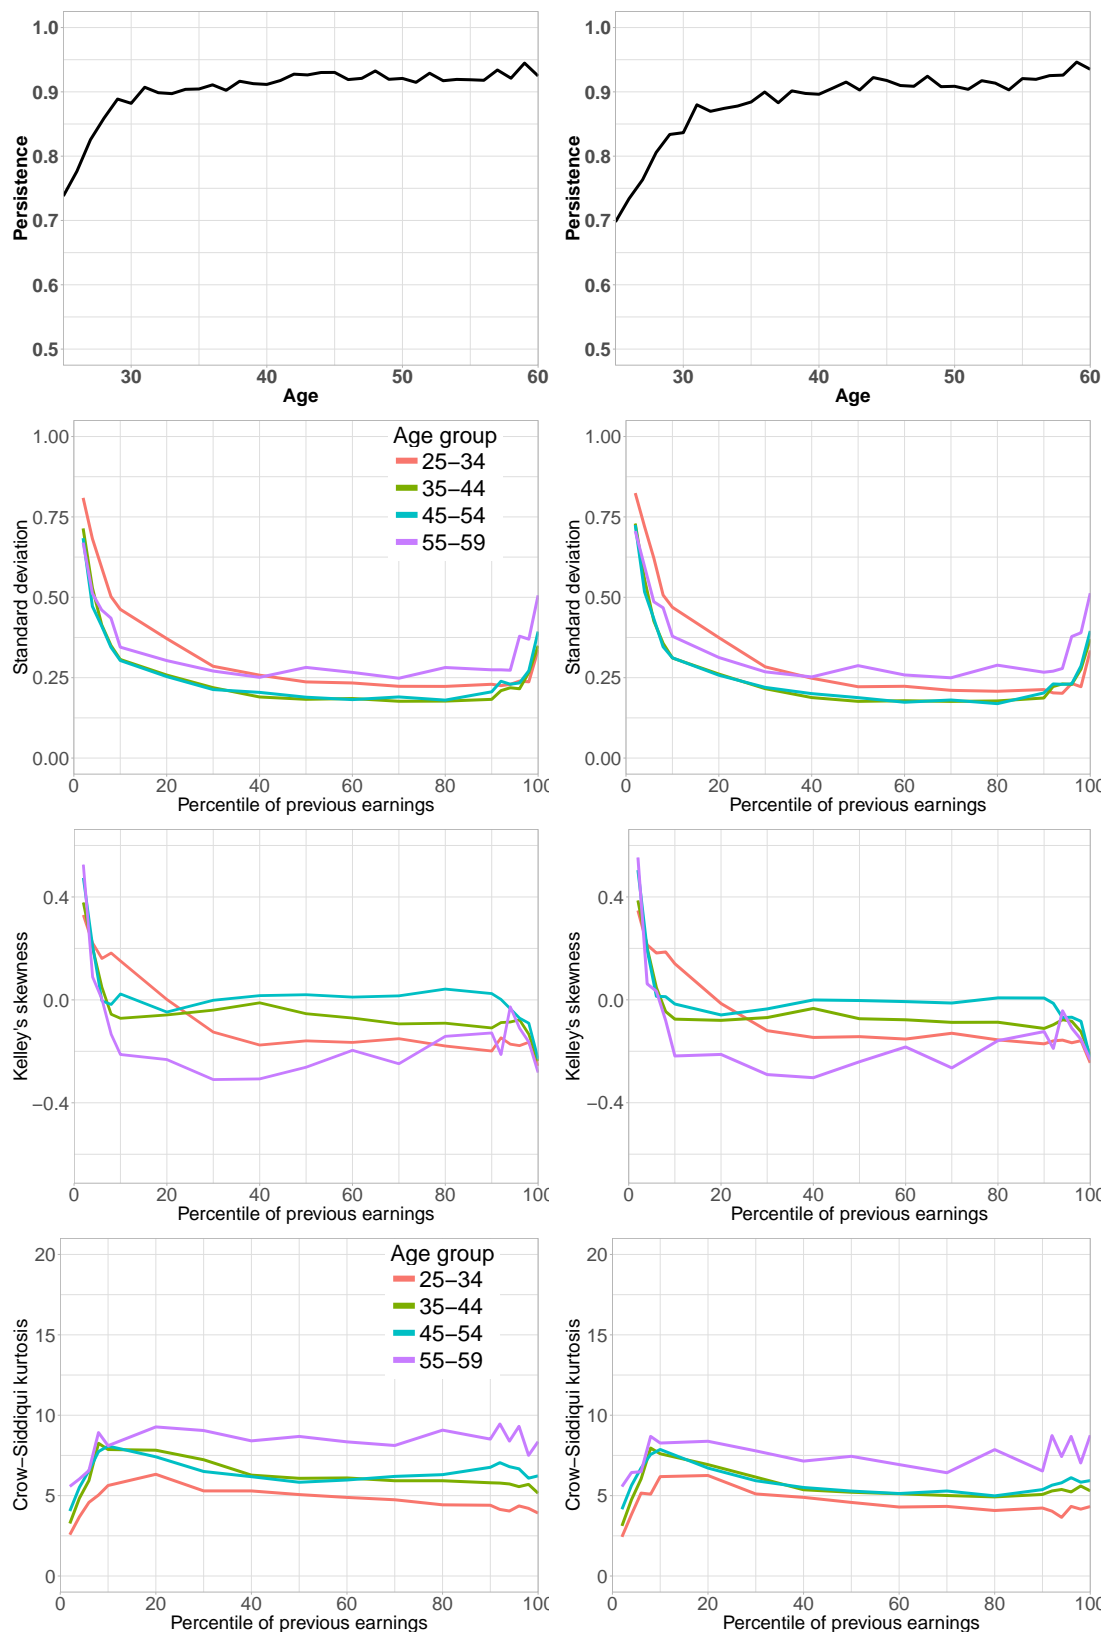 1.0
0.9
0.8
0.7
0.6
0.5
Persistence
30 40 50 60
Age
1.0
0.9
0.8
0.7
0.6
0.5
Persistence
30 40 50 60
Age
1.00
0.75
0.50
0.25
0.00
Standard deviation
Age group
25−34
35−44
45−54
55−59
0 20 40 60 80 100
Percentile of previous earnings
1.00
0.75
0.50
0.25
0.00
Standard deviation
0 20 40 60 80 100
Percentile of previous earnings
0.4
0.0
−0.4
Kelley's skewness
0 20 40 60 80 100
Percentile of previous earnings
0.4
0.0
−0.4
Kelley's skewness
0 20 40 60 80 100
Percentile of previous earnings
20
15
10
5
0
Crow−Siddiqui kurtosis
Age group
25−34
35−44
45−54
55−59
0 20 40 60 80 100
Percentile of previous earnings
20
15
10
5
0
Crow−Siddiqui kurtosis
0 20 40 60 80 100
Percentile of previous earnings